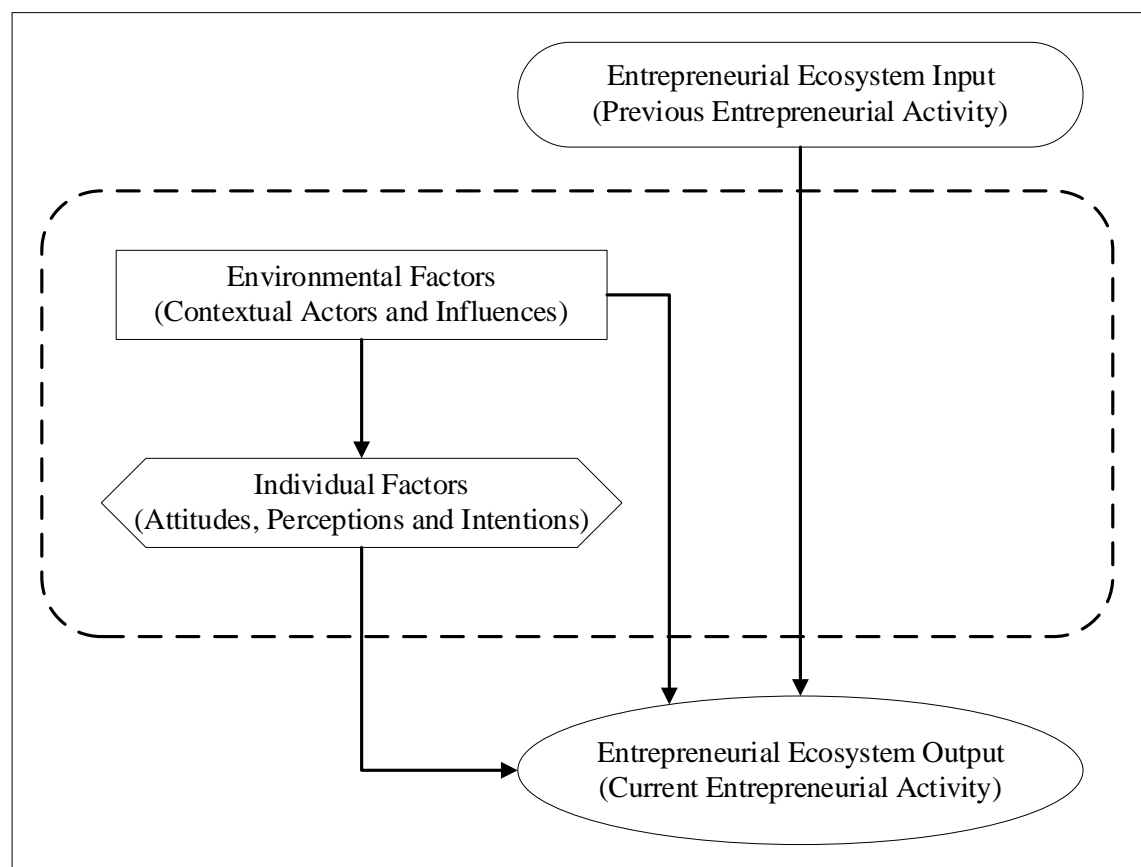 Entrepreneurial Ecosystem Input
(Previous Entrepreneurial Activity)
Environmental Factors
(Contextual Actors and Influences)
Individual Factors
(Attitudes, Perceptions and Intentions)
Entrepreneurial Ecosystem Output
(Current Entrepreneurial Activity)